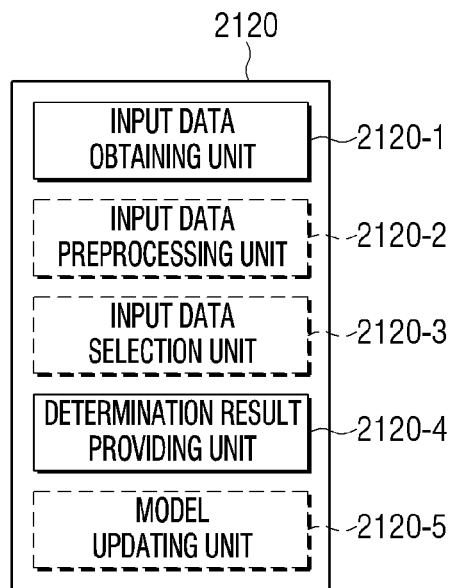 2120
INPUT DATA
OBTAINING UNIT
2120-1
INPUT DATA
PREPROCESSING UNIT
2120-2
INPUT DATA
SELECTION UNIT
2120-3
DETERMINATION RESULT
PROVIDING UNIT
2120-4
MODEL
UPDATING UNIT
2120-5